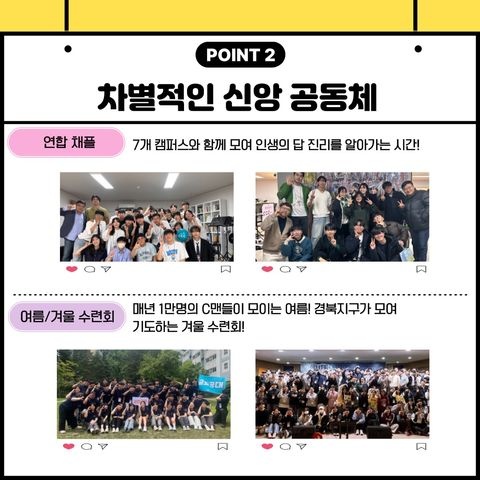 POINT 2
차별적인 신앙 공동체
연합 채플
7개 캠퍼스와 함께 모여 인생의 답 진리를 알아가는 시간!
여름/겨울 수련회
매년 1만명의 C맨들이 모이는 여름! 경북지구가 모여
기도하는 겨울 수련회!